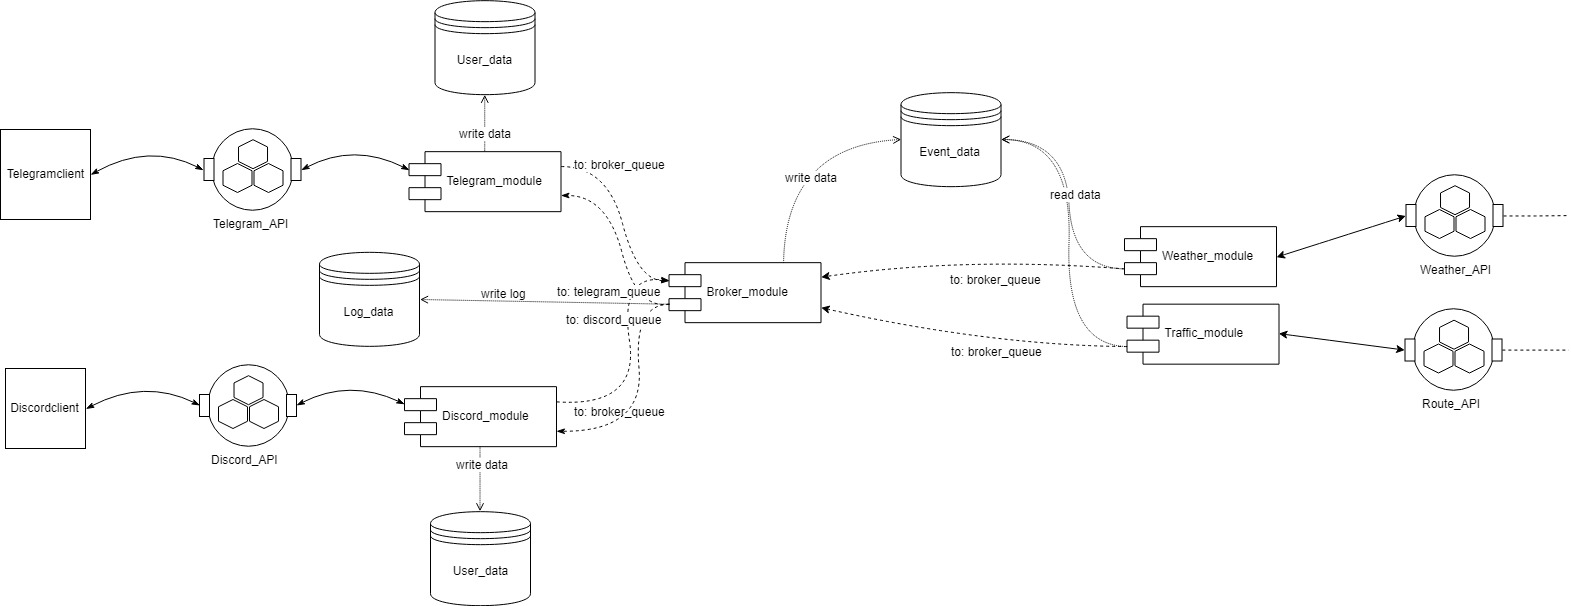 User_data
write data
Telegramclient
Telegram_API
Telegram_module
to: broker_queue
Event_data
write data
read data
Weather_module
Weather_API
Log_data
write log
to: telegram_queue
to: discord_queue
Broker_module
to: broker_queue
Traffic_module
to: broker_queue
Route_API
Discordclient
Discord_API
Discord_module
to: broker_queue
write data
User_data